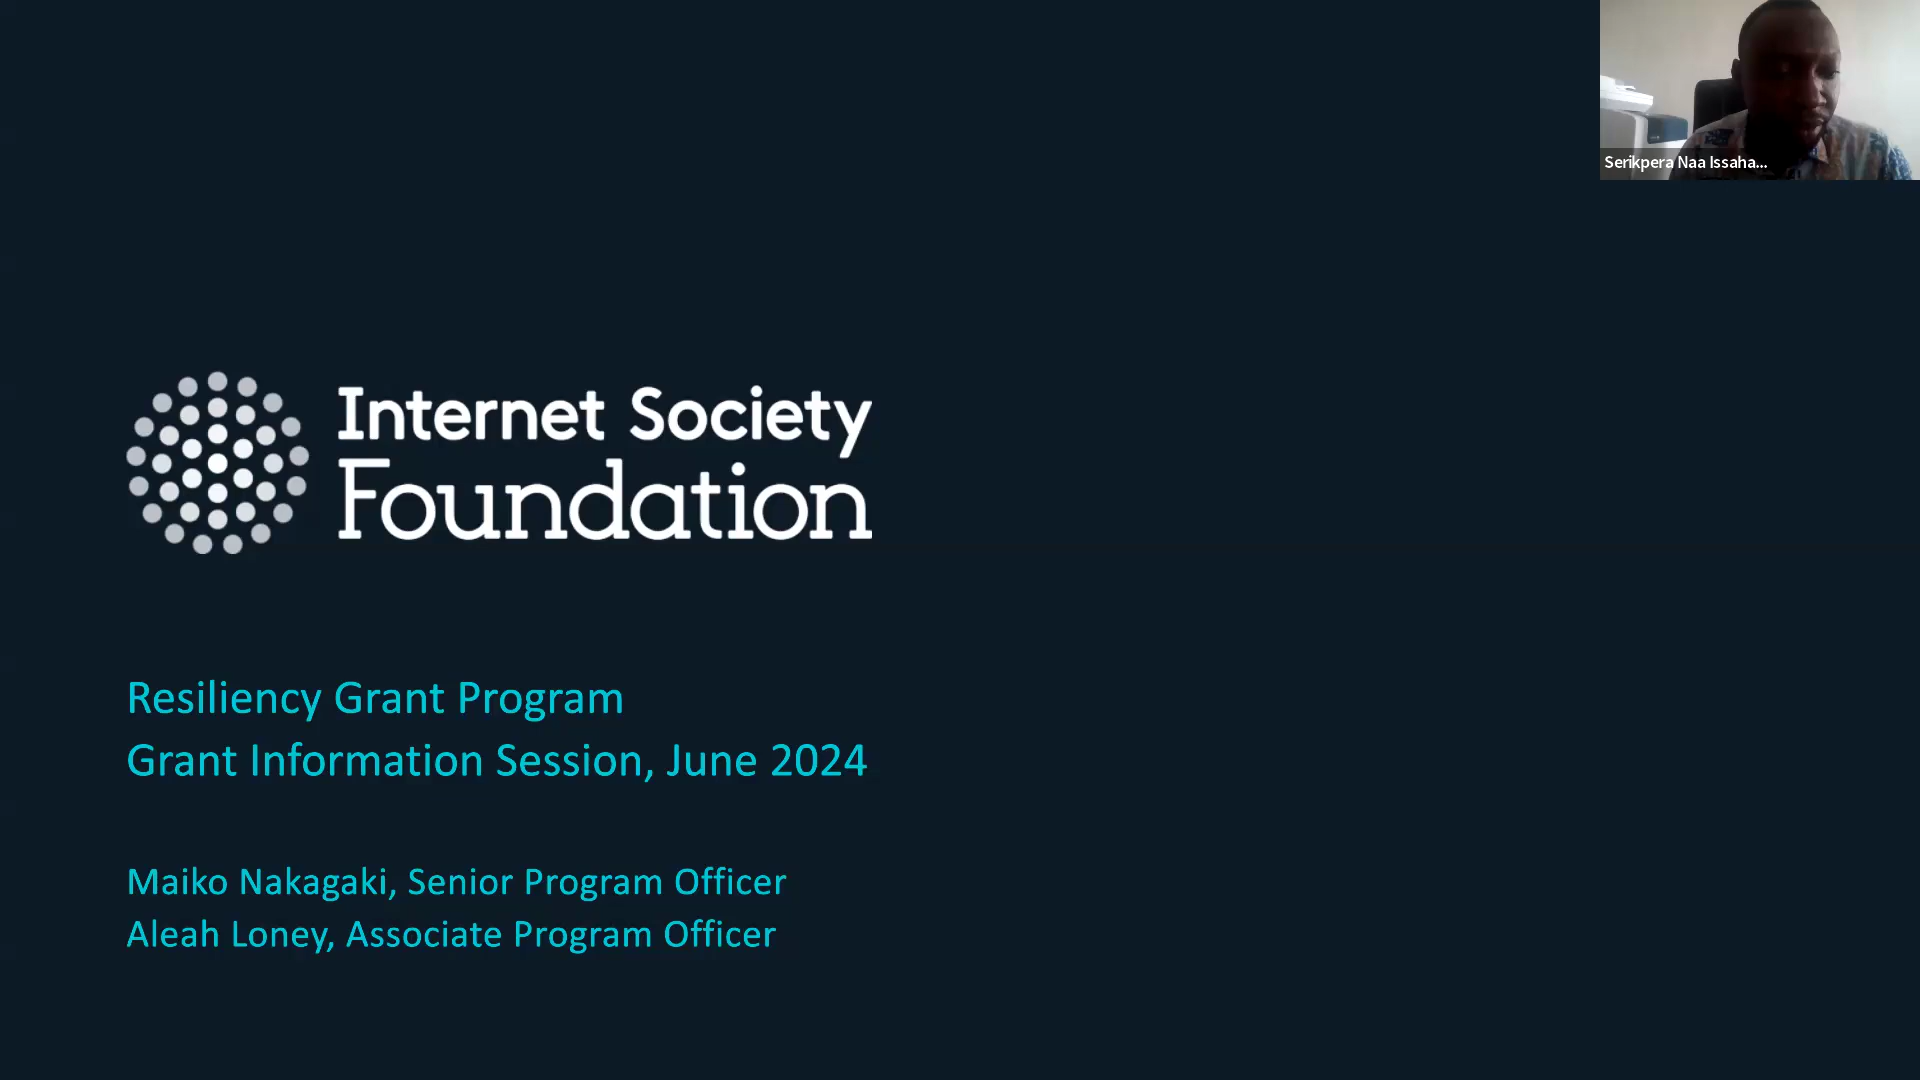 Serikpera Naa Issaha...
Internet Society
Foundation
Resiliency Grant Program
Grant Information Session, June 2024
Maiko Nakagaki, Senior Program Officer
Aleah Loney, Associate Program Officer